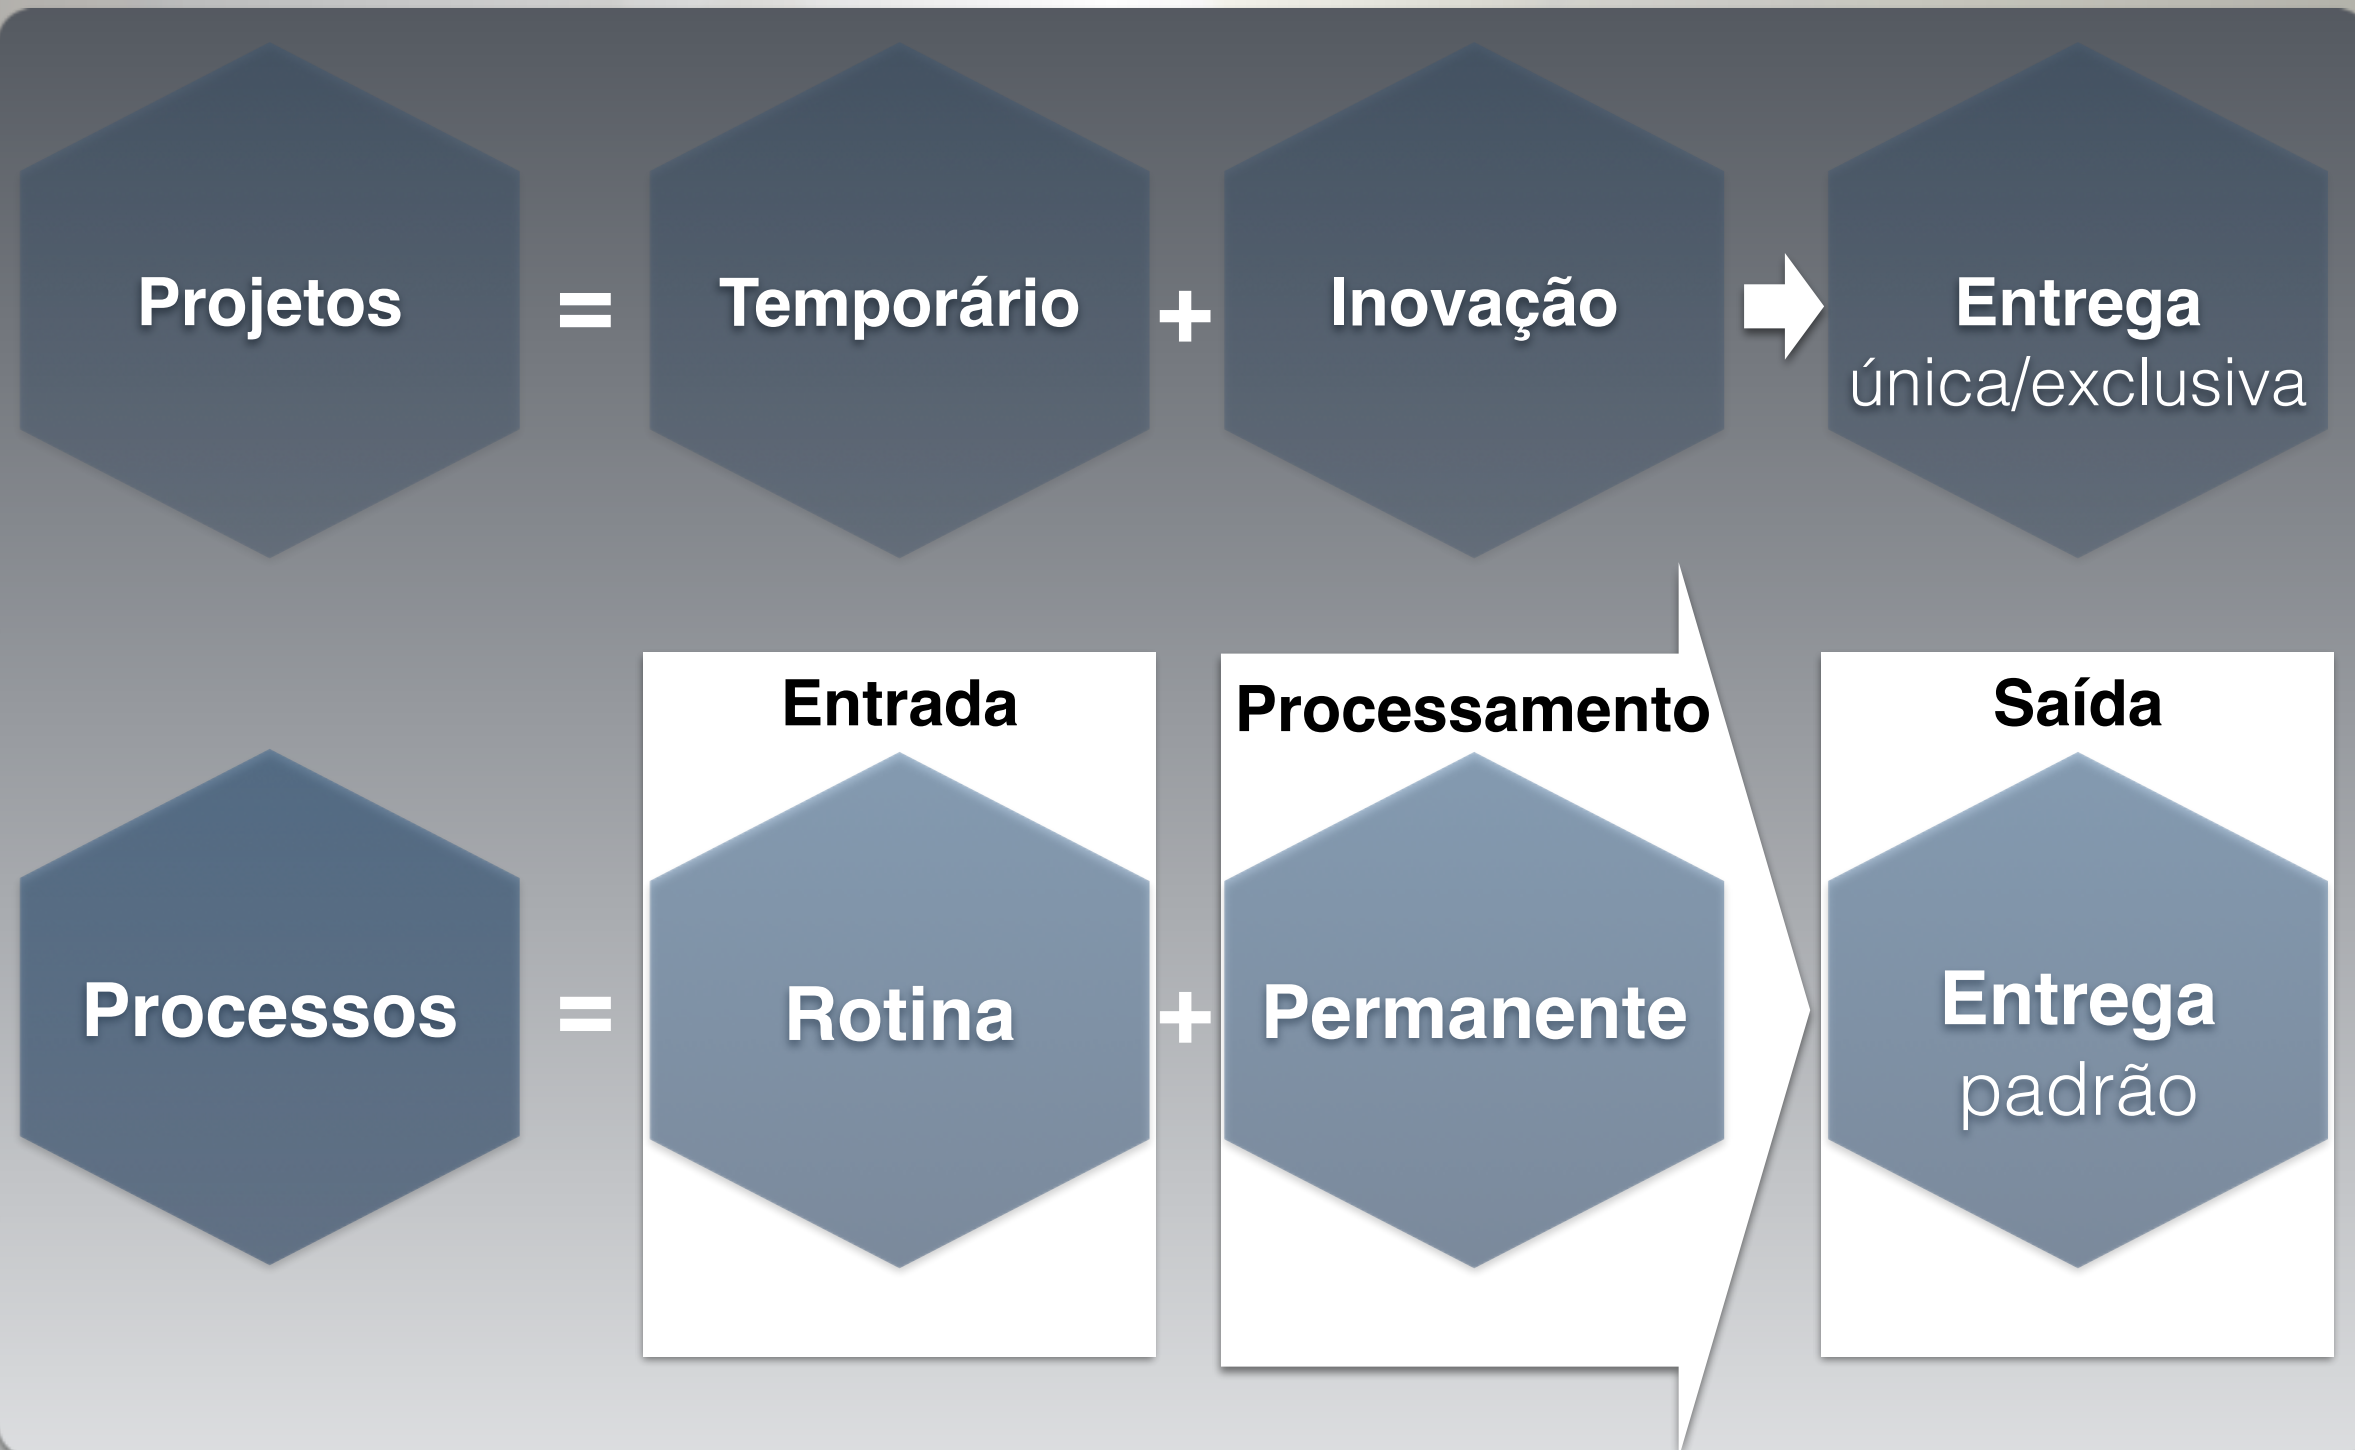 Projetos = Temporário + Inovação Entrega
única/exclusiva
Entrada Processamento Saída
Processos = Rotina + Permanente Entrega
padrão